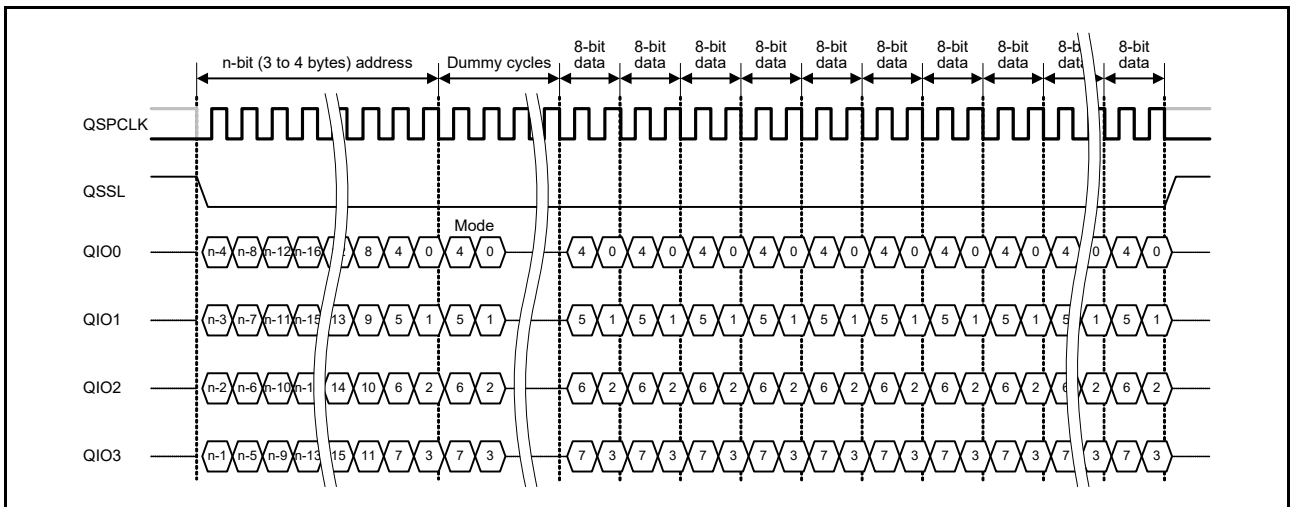 8-bit 8-bit 8-bit 8-bit 8-bit 8-bit 8-bit 8-bit 8-b 8-bit
n-bit (3 to 4 bytes) address Dummy cycles data data data data data data data data data data
QSPCLK
QSSL
Mode
QIO0 n-4 n-8 n-12 n-16 8 4 0 4 0 4 0 4 0 4 0 4 0 4 0 4 0 4 0 4 0 4 0 4 0
QIO1 n-3 n-7 n-11 n-15 13 9 5 1 5 1 5 1 5 1 5 1 5 1 5 1 5 1 5 1 5 1 5 1 5 1
QIO2 n-2 n-6 n-10 n-1 14 10 6 2 6 2 6 2 6 2 6 2 6 2 6 2 6 2 6 2 6 2 6 2 6 2
QIO3 n-1 n-5 n-9 n-13 15 11 7 3 7 3 7 3 7 3 7 3 7 3 7 3 7 3 7 3 7 3 7 3 7 3